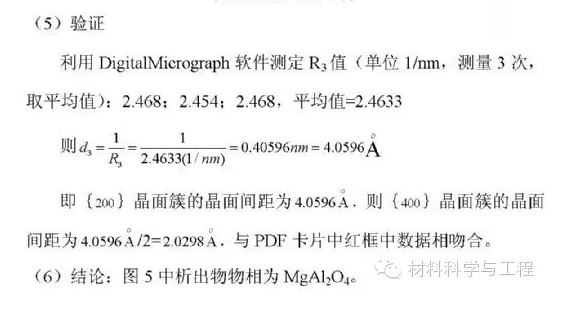 （5）验证
利用 DigitalMicrograph 软件测定 R3 值（单位 1/nm，测量 3 次，
取平均值）：2.468；2.454；2.468，平均值=2.4633
则 d3 = 1/R3 = 1/2.4633(1/nm) = 0.40596nm = 4.0596Å
即｛200｝晶面簇的晶面间距为 4.0596Å，则｛400｝晶面簇的晶面
间距为 4.0596Å/2=2.0298Å，与 PDF 卡片中红框中数据相吻合。
（6）结论：图 5 中析出物物相为 MgAl2O4。
材料科学与工程